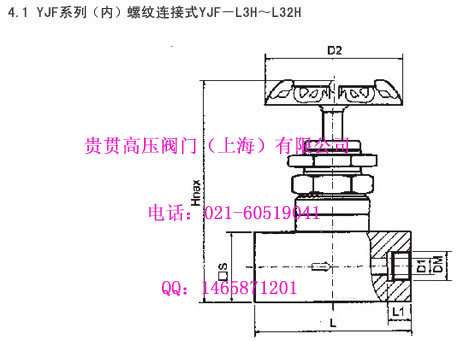 4.1 YJF系列（内）螺纹连接式YJF－L3H～L32H
D2
贵贯高压阀门（上海）有限公司
Hmax
电话：021-60519041
□S
D1
DM
QQ：1465871201
L1
L